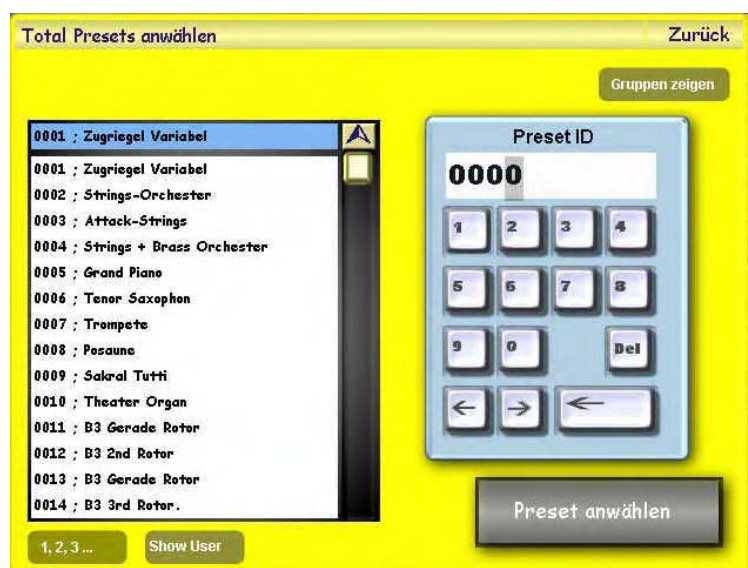 Total Presets anwählen
Zurück
Gruppen zeigen
0001 ; Zugriegel Variabel
0001 ; Zugriegel Variabel
0002 ; Strings-Orchester
0003 ; Attack-Strings
0004 ; Strings + Brass Orchester
0005 ; Grand Piano
0006 ; Tenor Saxophon
0007 ; Trompete
0008 ; Posaune
0009 ; Sakral Tutti
0010 ; Theater Organ
0011 ; B3 Gerade Rotor
0012 ; B3 2nd Rotor
0013 ; B3 Gerade Rotor
0014 ; B3 3rd Rotor.
1, 2, 3 ...
Show User
Preset ID
0000
1 2 3 4
5 6 7 8
9 0 Del
Preset anwählen